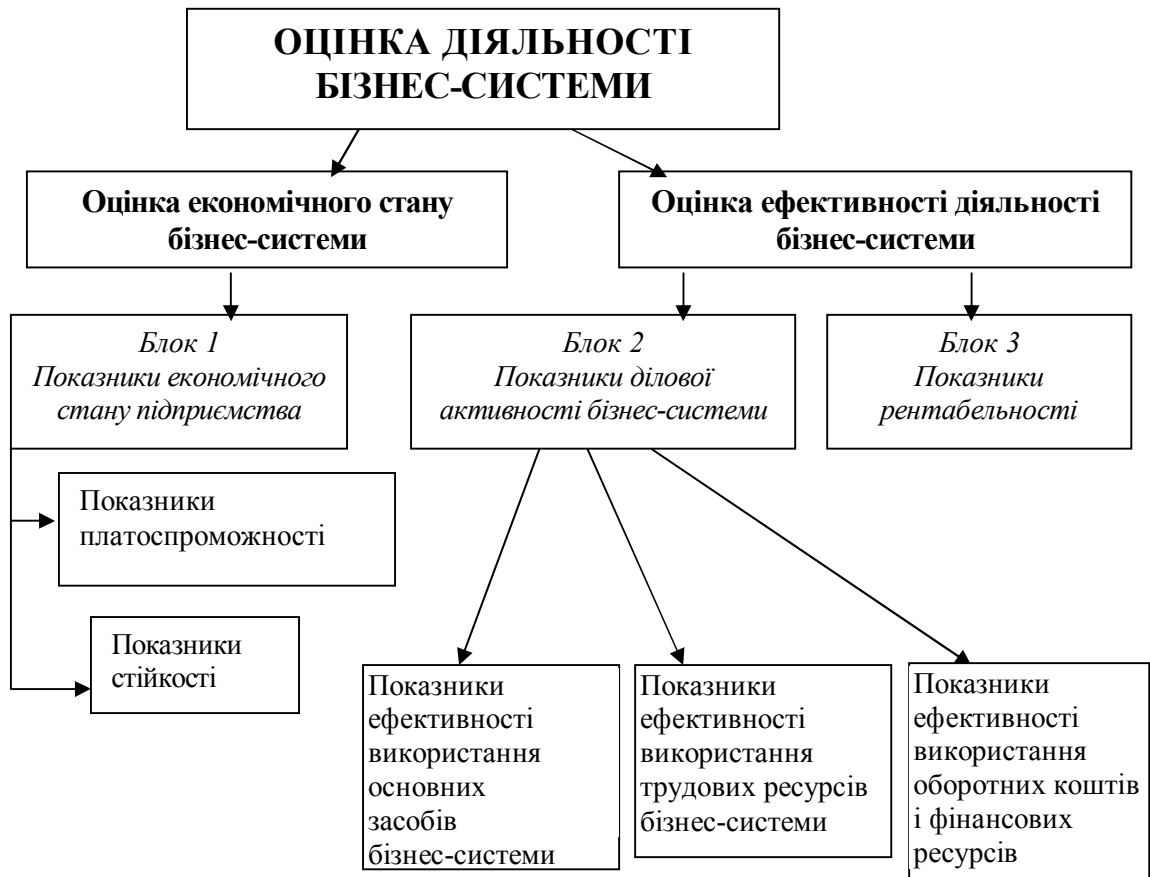 ОЦІНКА ДІЯЛЬНОСТІ
БІЗНЕС-СИСТЕМИ
Оцінка економічного стану
бізнес-системи
Оцінка ефективності діяльності
бізнес-системи
Блок 1
Показники економічного
стану підприємства
Блок 2
Показники ділової
активності бізнес-системи
Блок 3
Показники
рентабельності
Показники
платоспроможності
Показники
стійкості
Показники
ефективності
використання
основних
засобів
бізнес-системи
Показники
ефективності
використання
трудових ресурсів
бізнес-системи
Показники
ефективності
використання
оборотних коштів
і фінансових
ресурсів